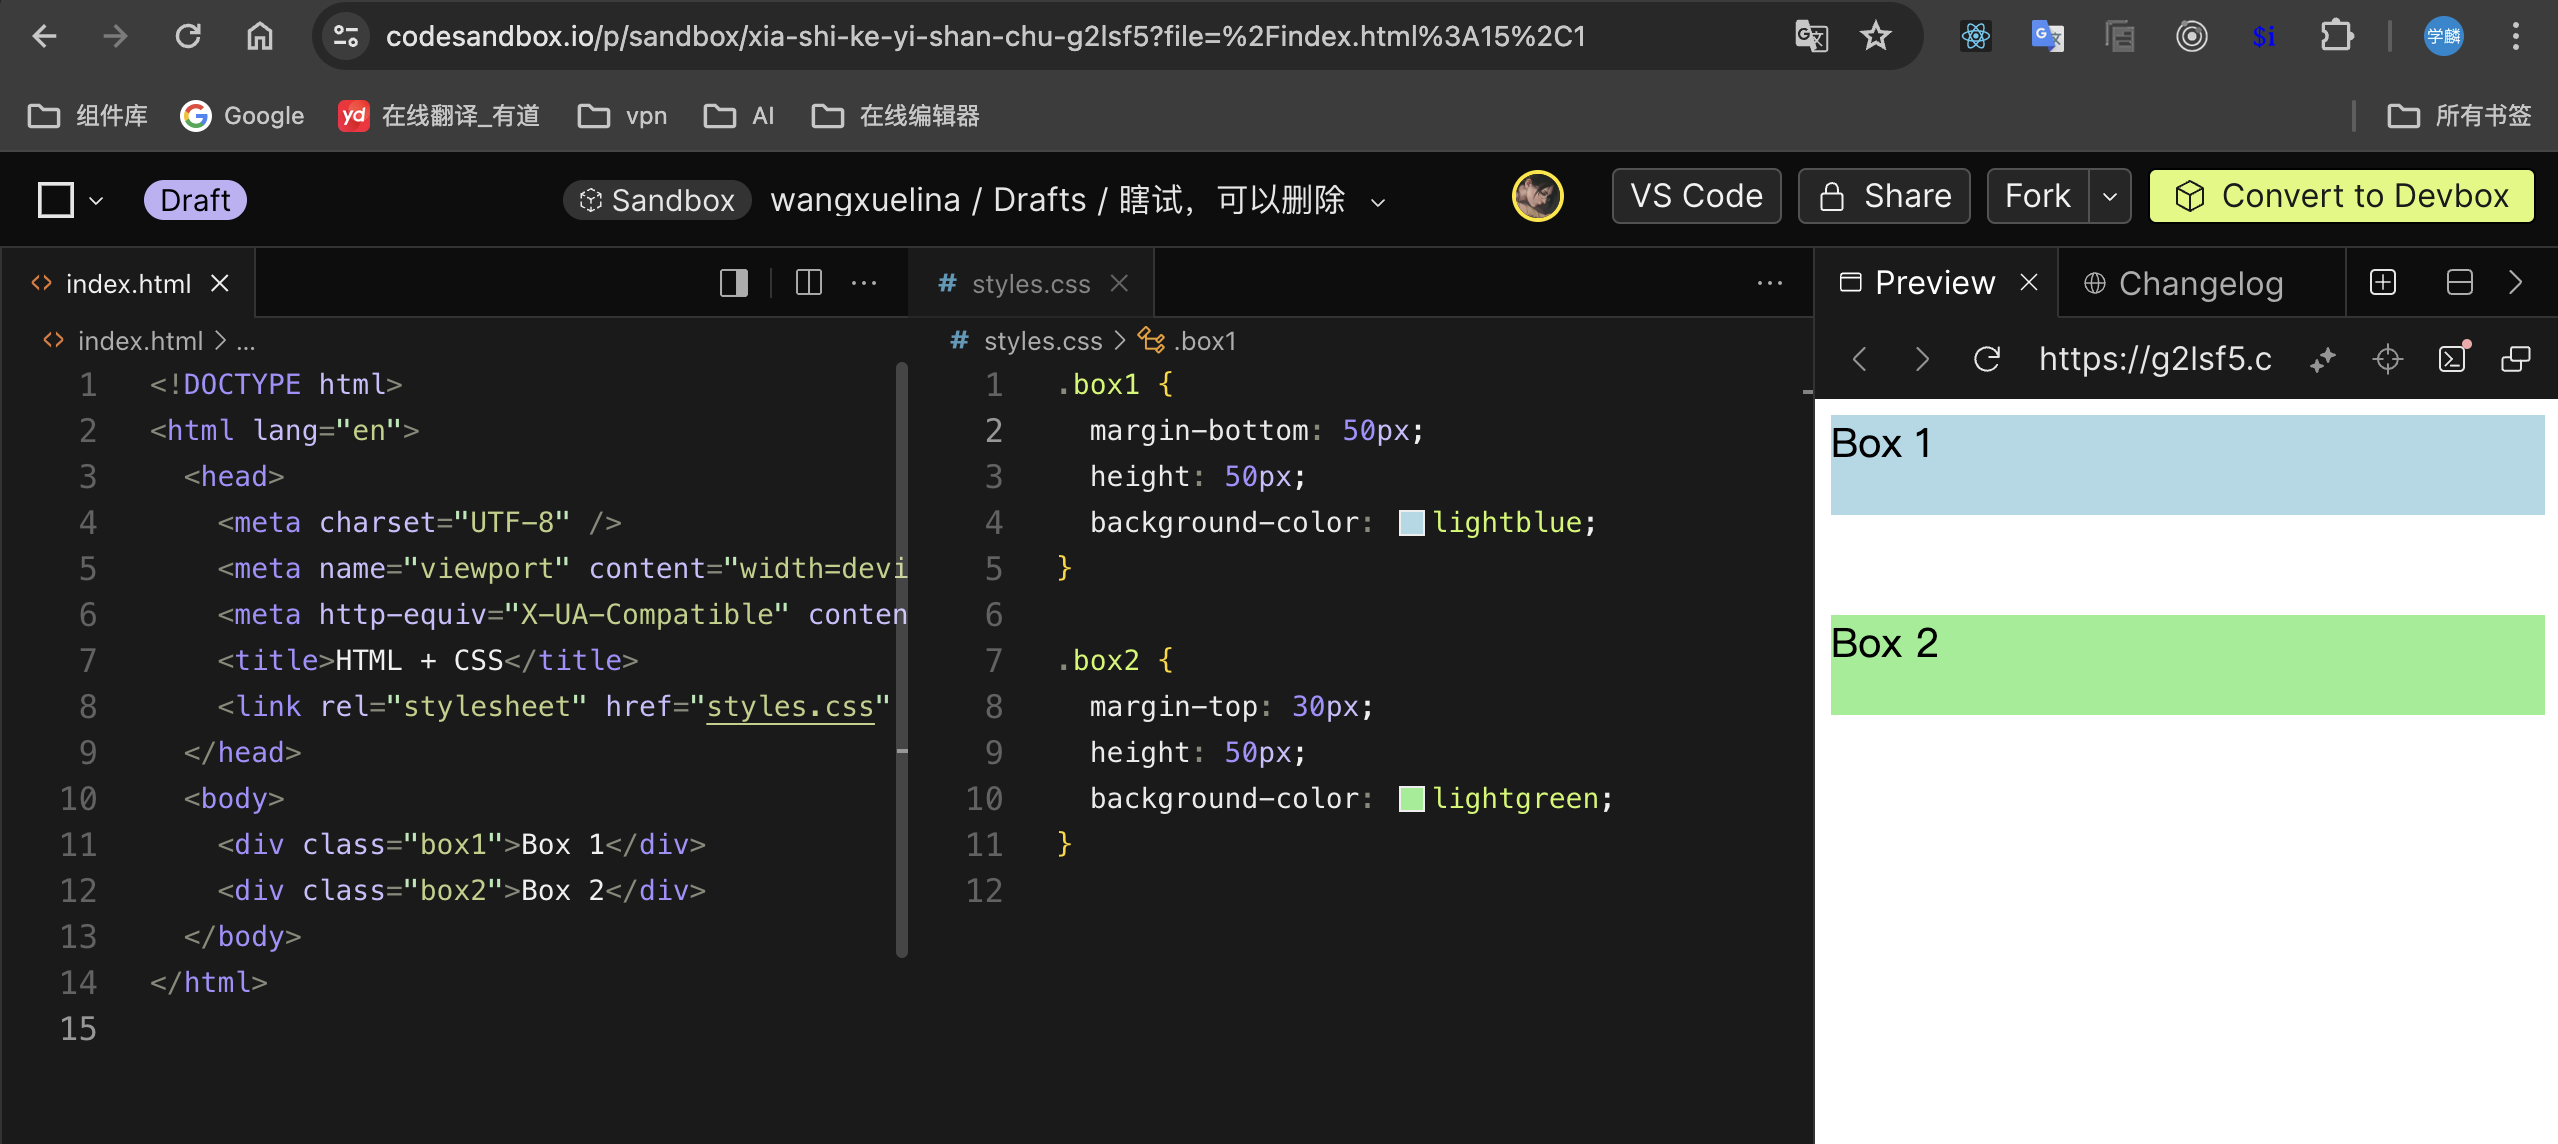 codesandbox.io/p/sandbox/xia-shi-ke-yi-shan-chu-g2lsf5?file=%2Findex.html%3A15%2C1
$i
学麟
组件库
Google
yd 在线翻译_有道
vpn
AI
在线编辑器
所有书签
Draft
Sandbox
wangxuelina / Drafts / 瞎试，可以删除
VS Code
Share
Fork
Convert to Devbox
index.html
index.html > ...
1 <!DOCTYPE html>
2 <html lang="en">
3 <head>
4 <meta charset="UTF-8" />
5 <meta name="viewport" content="width=devi
6 <meta http-equiv="X-UA-Compatible" conten
7 <title>HTML + CSS</title>
8 <link rel="stylesheet" href="styles.css"
9 </head>
10 <body>
11 <div class="box1">Box 1</div>
12 <div class="box2">Box 2</div>
13 </body>
14 </html>
15
# styles.css
# styles.css > .box1
1 .box1 {
2 margin-bottom: 50px;
3 height: 50px;
4 background-color: lightblue;
5 }
6
7 .box2 {
8 margin-top: 30px;
9 height: 50px;
10 background-color: lightgreen;
11 }
12
Preview
Changelog
https://g2lsf5.c
Box 1
Box 2